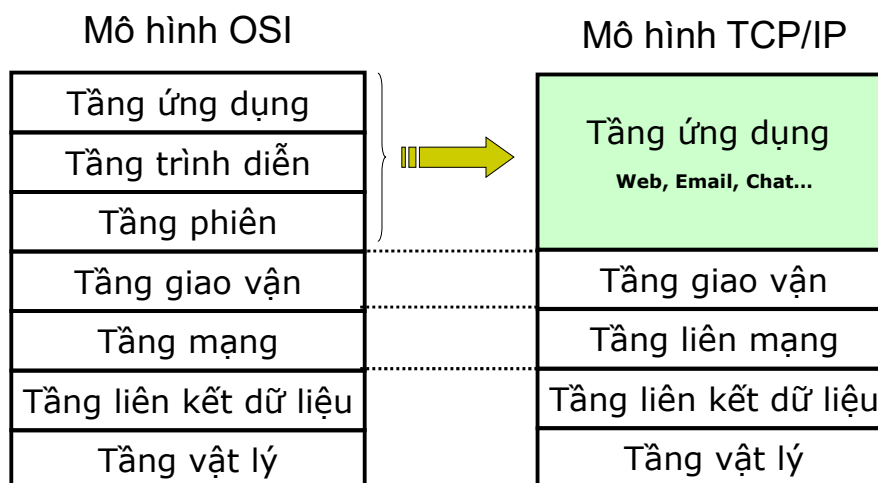 Mô hình OSI
Tầng ứng dụng
Tầng trình diễn
Tầng phiên
Tầng giao vận
Tầng mạng
Tầng liên kết dữ liệu
Tầng vật lý
Mô hình TCP/IP
Tầng ứng dụng
Web, Email, Chat...
Tầng giao vận
Tầng liên mạng
Tầng liên kết dữ liệu
Tầng vật lý